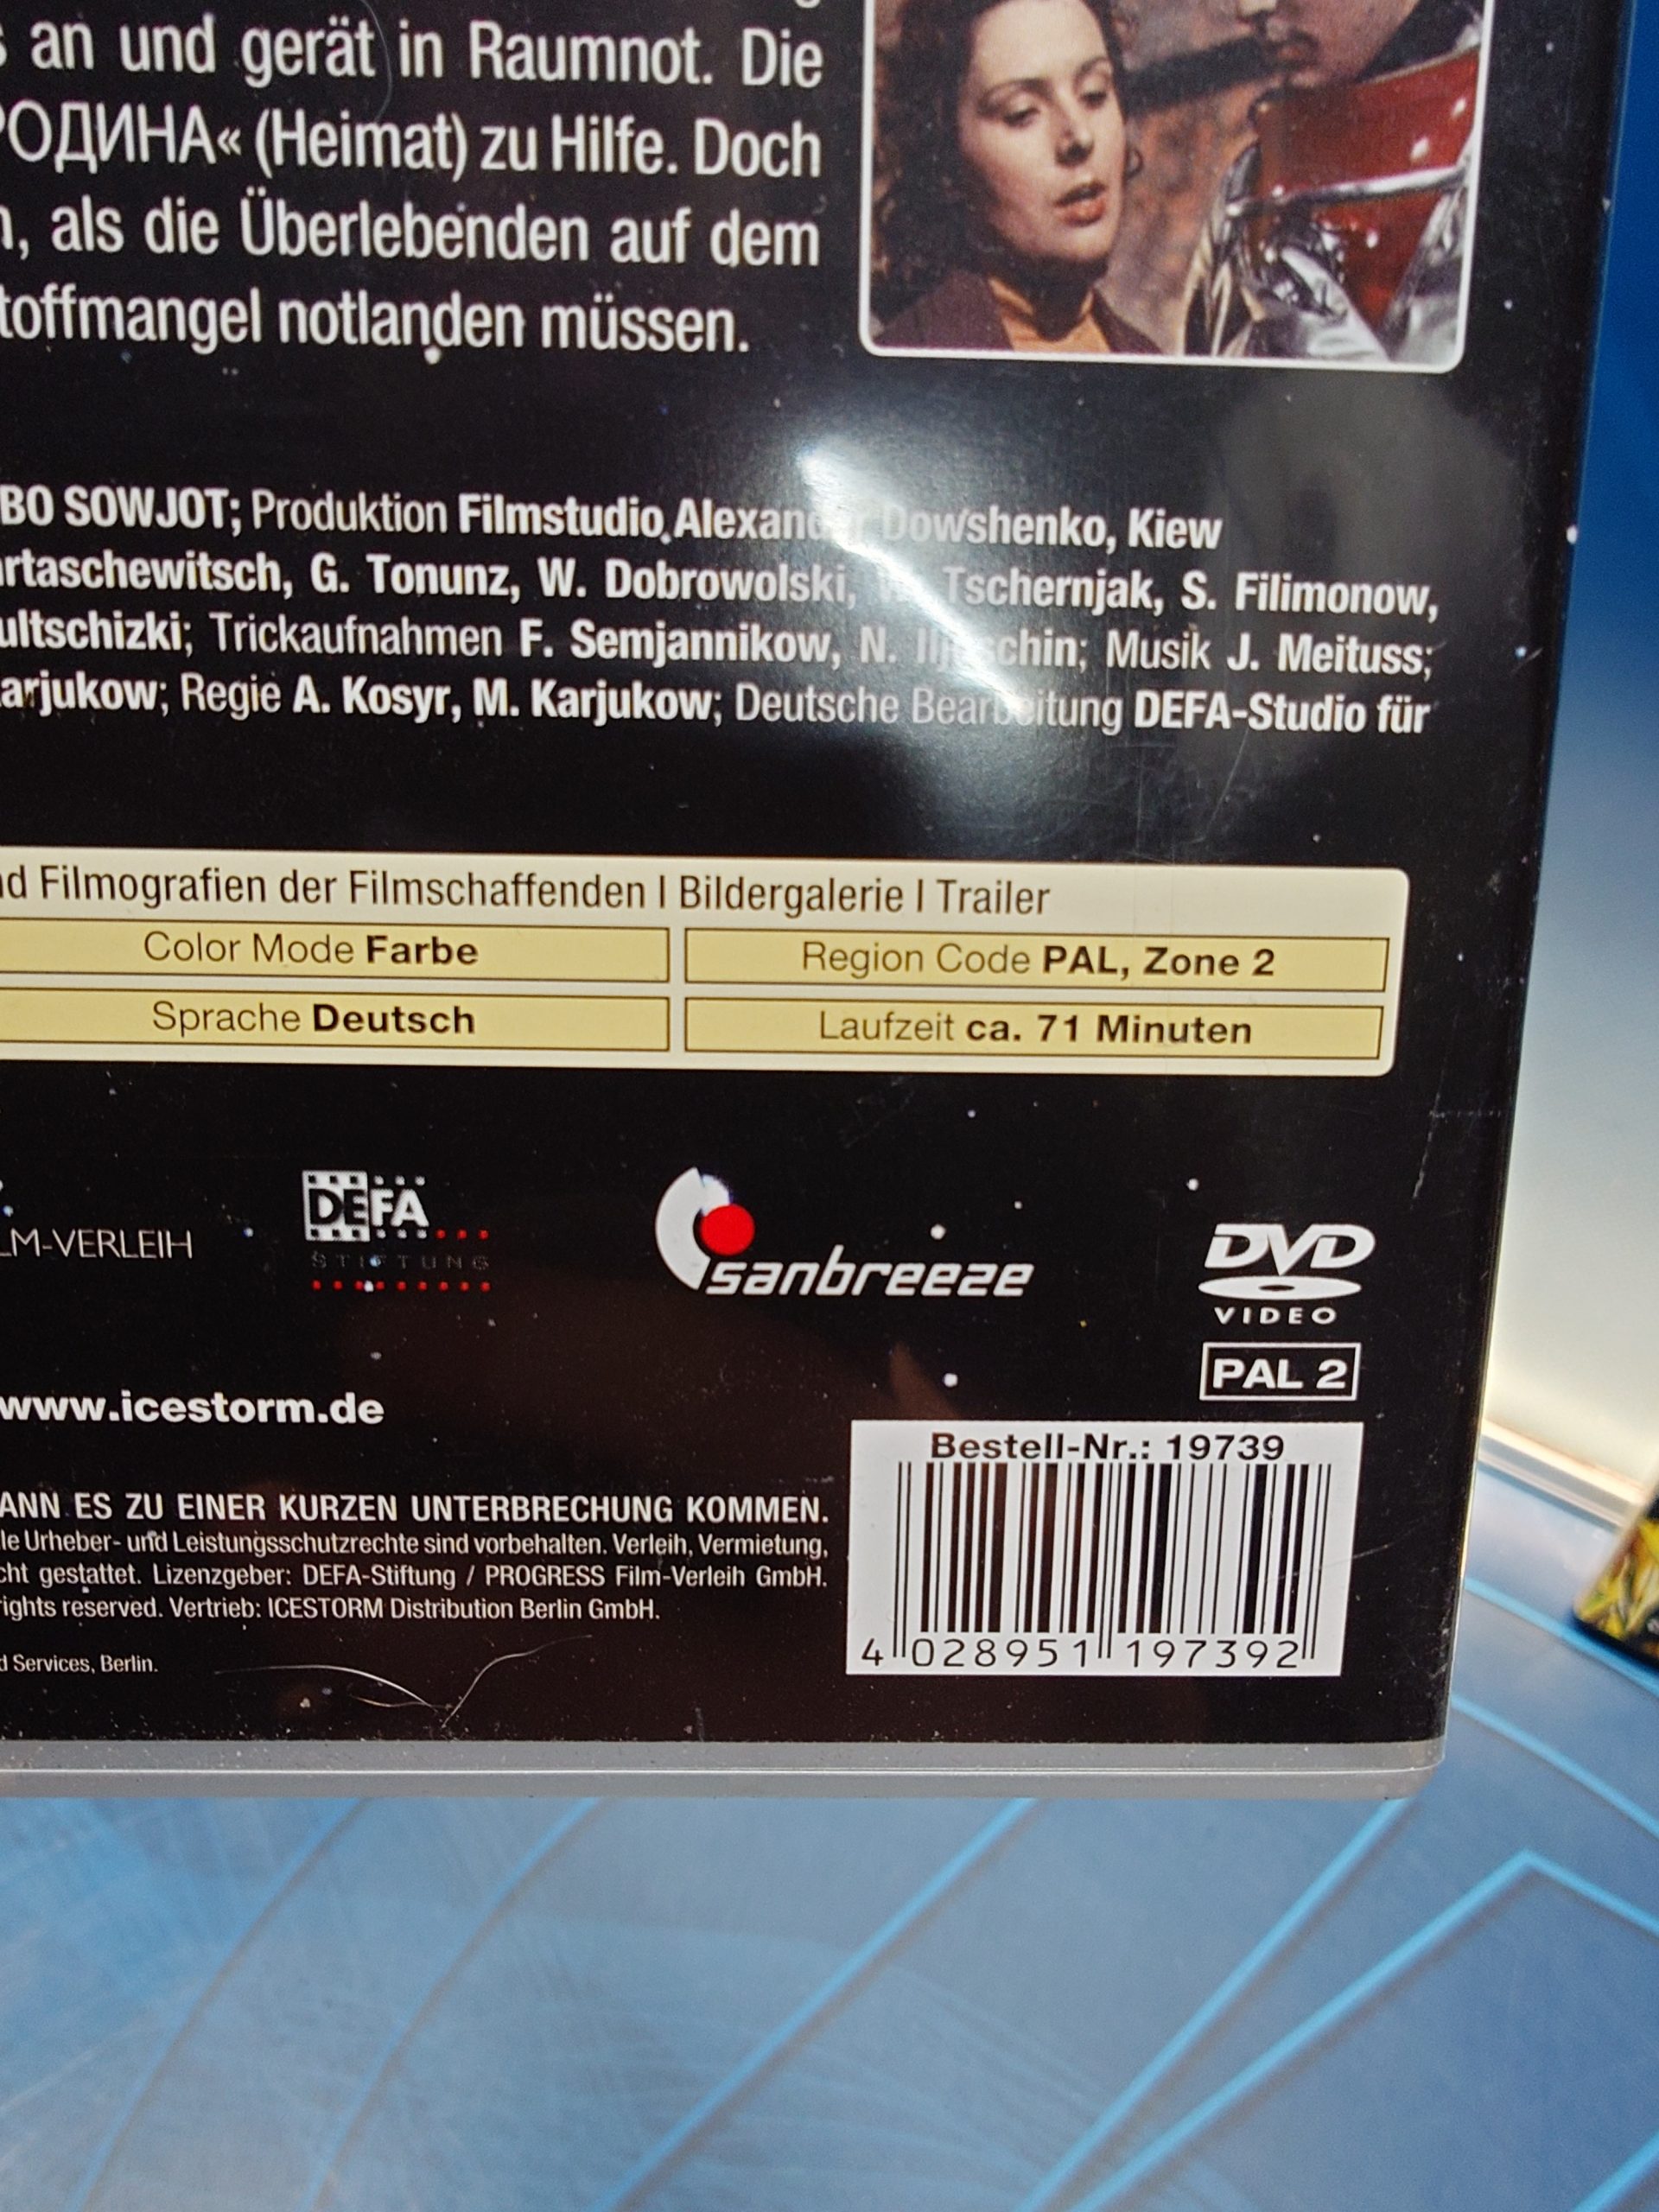 an und gerät in Raumnot. Die
РОДИНА« (Heimat) zu Hilfe. Doch
als die Überlebenden auf dem
toffmangel notlanden müssen.
BO SOWJOT; Produktion Filmstudio Alexander Dowshenko, Kiew
rtaschewitsch, G. Tonunz, W. Dobrowolski, Tschernjak, S. Filimonow,
ultschizki; Trickaufnahmen F. Semjannikow, N. Musik J. Meituss;
arjukow; Regie A. Kosyr, M. Karjukow; Deutsche Bearbeitung DEFA-Studio für
nd Filmografien der Filmschaffenden I Bildergalerie I Trailer
Color Mode Farbe
Region Code PAL, Zone 2
Sprache Deutsch
Laufzeit ca. 71 Minuten
LM-VERLEIH
DEFA
STIFTUNG
sanbreeze
DVD
VIDEO
PAL 2
www.icestorm.de
Bestell-Nr.: 19739
ANN ES ZU EINER KURZEN UNTERBRECHUNG KOMMEN.
le Urheber- und Leistungsschutzrechte sind vorbehalten. Verleih, Vermietung,
cht gestattet. Lizenzgeber: DEFA-Stiftung / PROGRESS Film-Verleih GmbH.
ights reserved. Vertrieb: ICESTORM Distribution Berlin GmbH.
d Services, Berlin.
4 028951 197392